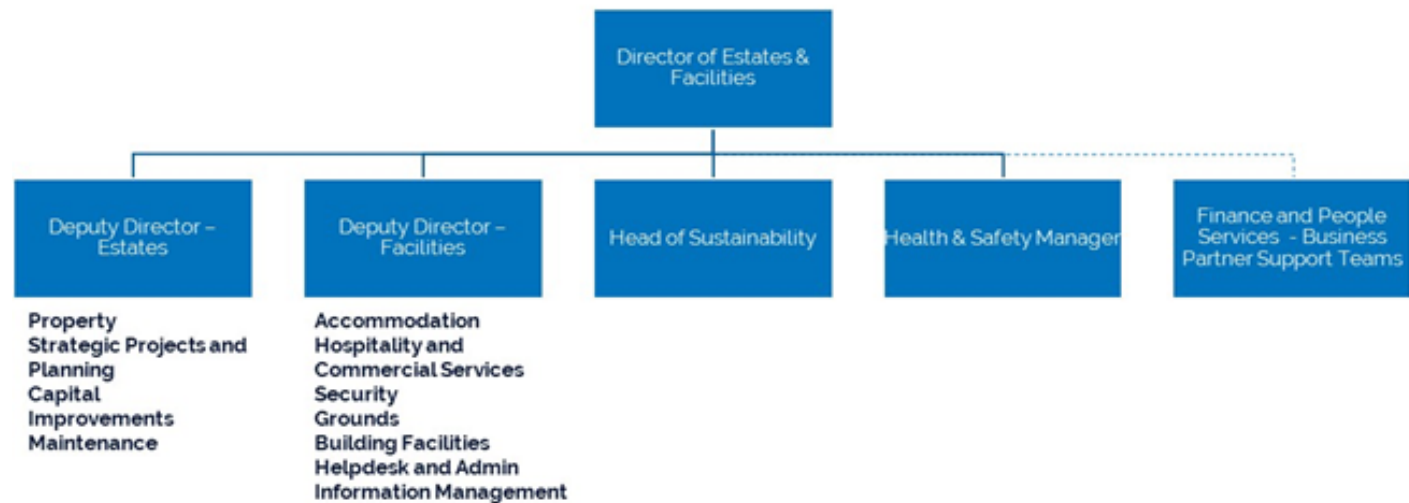 Director of Estates &
Facilities
Deputy Director –
Estates
Deputy Director –
Facilities
Head of Sustainability
Health & Safety Manager
Finance and People
Services - Business
Partner Support Teams
Property
Strategic Projects and
Planning
Capital
Improvements
Maintenance
Accommodation
Hospitality and
Commercial Services
Security
Grounds
Building Facilities
Helpdesk and Admin
Information Management